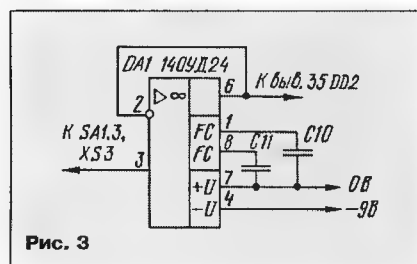 DA1 140УД24
▷ ∞
2
6
К выв. 35 DD2
К SA1.3,
XS3
3
FC
1
C10
FC
8
C11
+U
7
0В
-U
4
-9В
Рис. 3